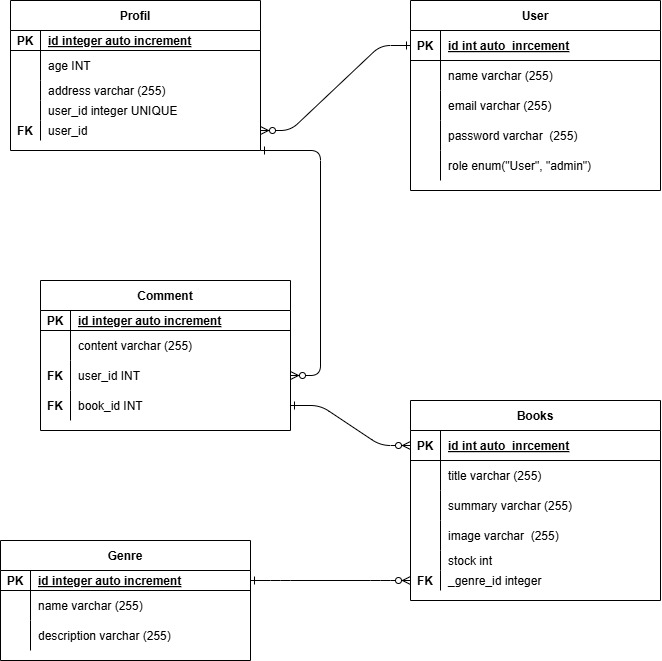 Profil
PK id integer auto increment
age INT
address varchar (255)
user_id integer UNIQUE
FK user_id
User
PK id int auto_inrcement
name varchar (255)
email varchar (255)
password varchar  (255)
role enum("User", "admin")
Comment
PK id integer auto increment
content varchar (255)
FK user_id INT
FK book_id INT
Books
PK id int auto_inrcement
title varchar (255)
summary varchar (255)
image varchar  (255)
stock int
FK _genre_id integer
Genre
PK id integer auto increment
name varchar (255)
description varchar (255)